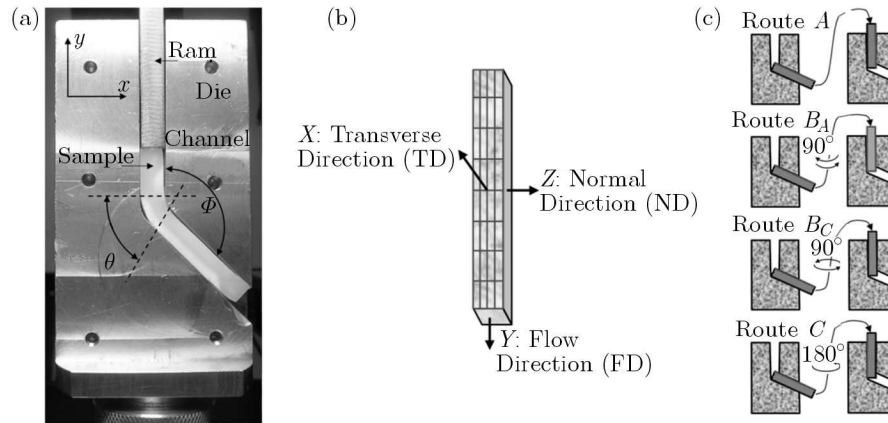 (a)
y
x
Ram
Die
Channel
Sample
Φ
θ
(b)
X: Transverse
Direction (TD)
Z: Normal
Direction (ND)
Y: Flow
Direction (FD)
(c)
Route A
Route B_A
90°
Route B_C
90°
Route C
180°